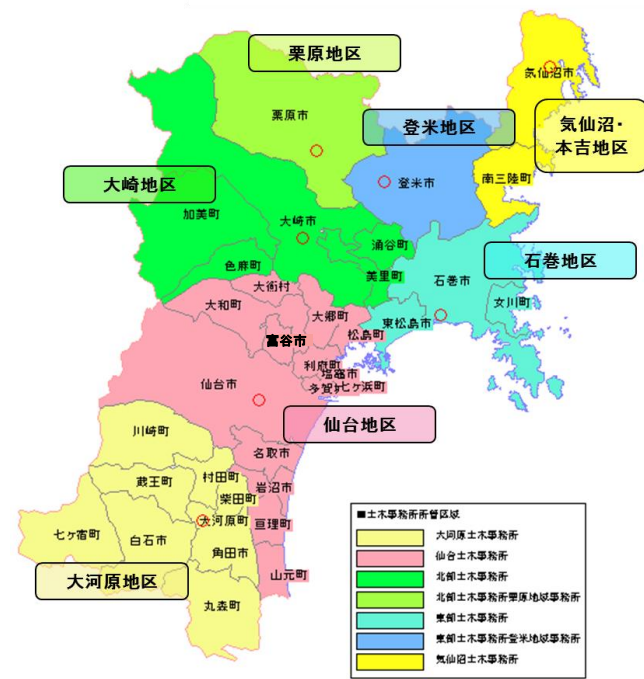 栗原地区
気仙沼市
栗原市
登米地区
気仙沼・
本吉地区
大崎地区
登米市
南三陸町
加美町
大崎市
涌谷町
色麻町
美里町
石巻市
石巻地区
大衡村
女川町
大和町
大郷町
松島町
東松島市
富谷市
利府町
塩竈市
仙台市
七ヶ浜町
仙台地区
川崎町
名取市
村田町
蔵王町
岩沼市
柴田町
大河原町
亘理町
七ヶ宿町
白石市
角田市
山元町
大河原地区
丸森町
■土木事務所所管区域
大河原土木事務所
仙台土木事務所
北部土木事務所
北部土木事務所栗原地域事務所
東部土木事務所
東部土木事務所登米地域事務所
気仙沼土木事務所